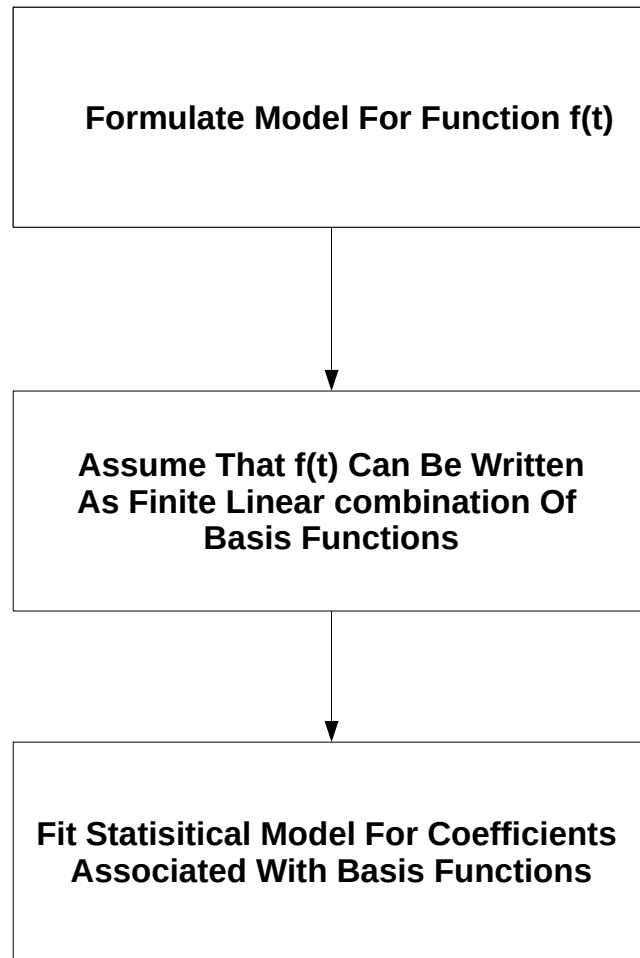 Formulate Model For Function f(t)
Assume That f(t) Can Be Written
As Finite Linear combination Of
Basis Functions
Fit Statisitical Model For Coefficients
Associated With Basis Functions